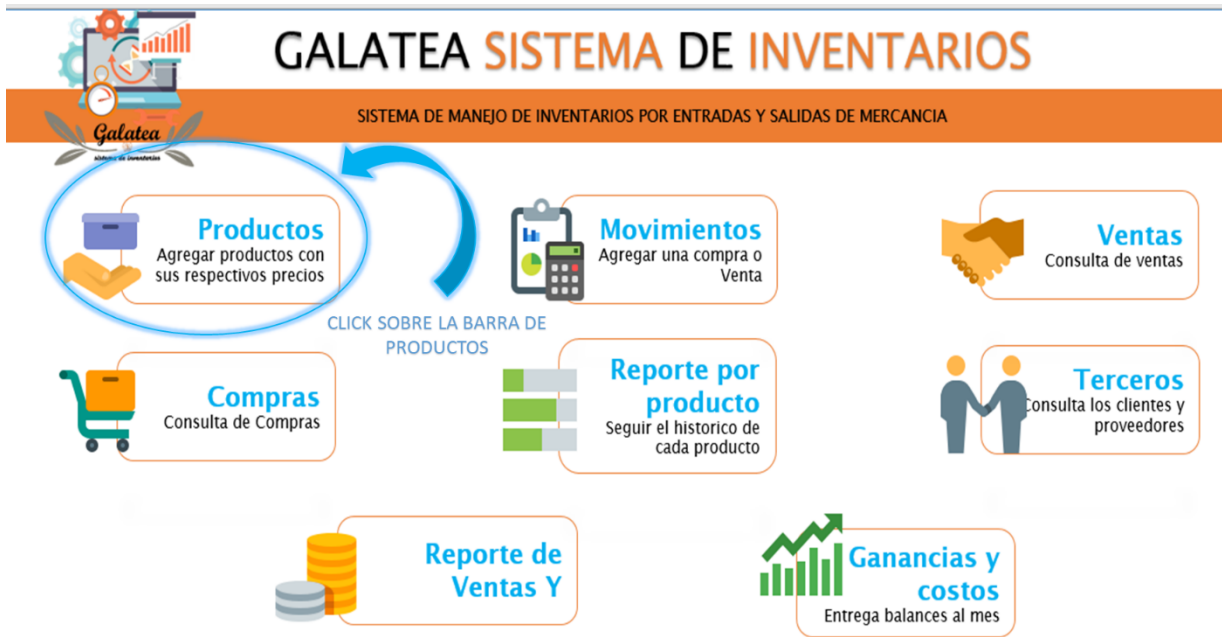 GALATEA SISTEMA DE INVENTARIOS
SISTEMA DE MANEJO DE INVENTARIOS POR ENTRADAS Y SALIDAS DE MERCANCIA
Galatea
sistema de inventarios
Productos
Agregar productos con
sus respectivos precios
Movimientos
Agregar una compra o
Venta
Ventas
Consulta de ventas
CLICK SOBRE LA BARRA DE
PRODUCTOS
Compras
Consulta de Compras
Reporte por
producto
Seguir el historico de
cada producto
Terceros
Consulta los clientes y
proveedores
Reporte de
Ventas Y
Ganancias y
costos
Entrega balances al mes